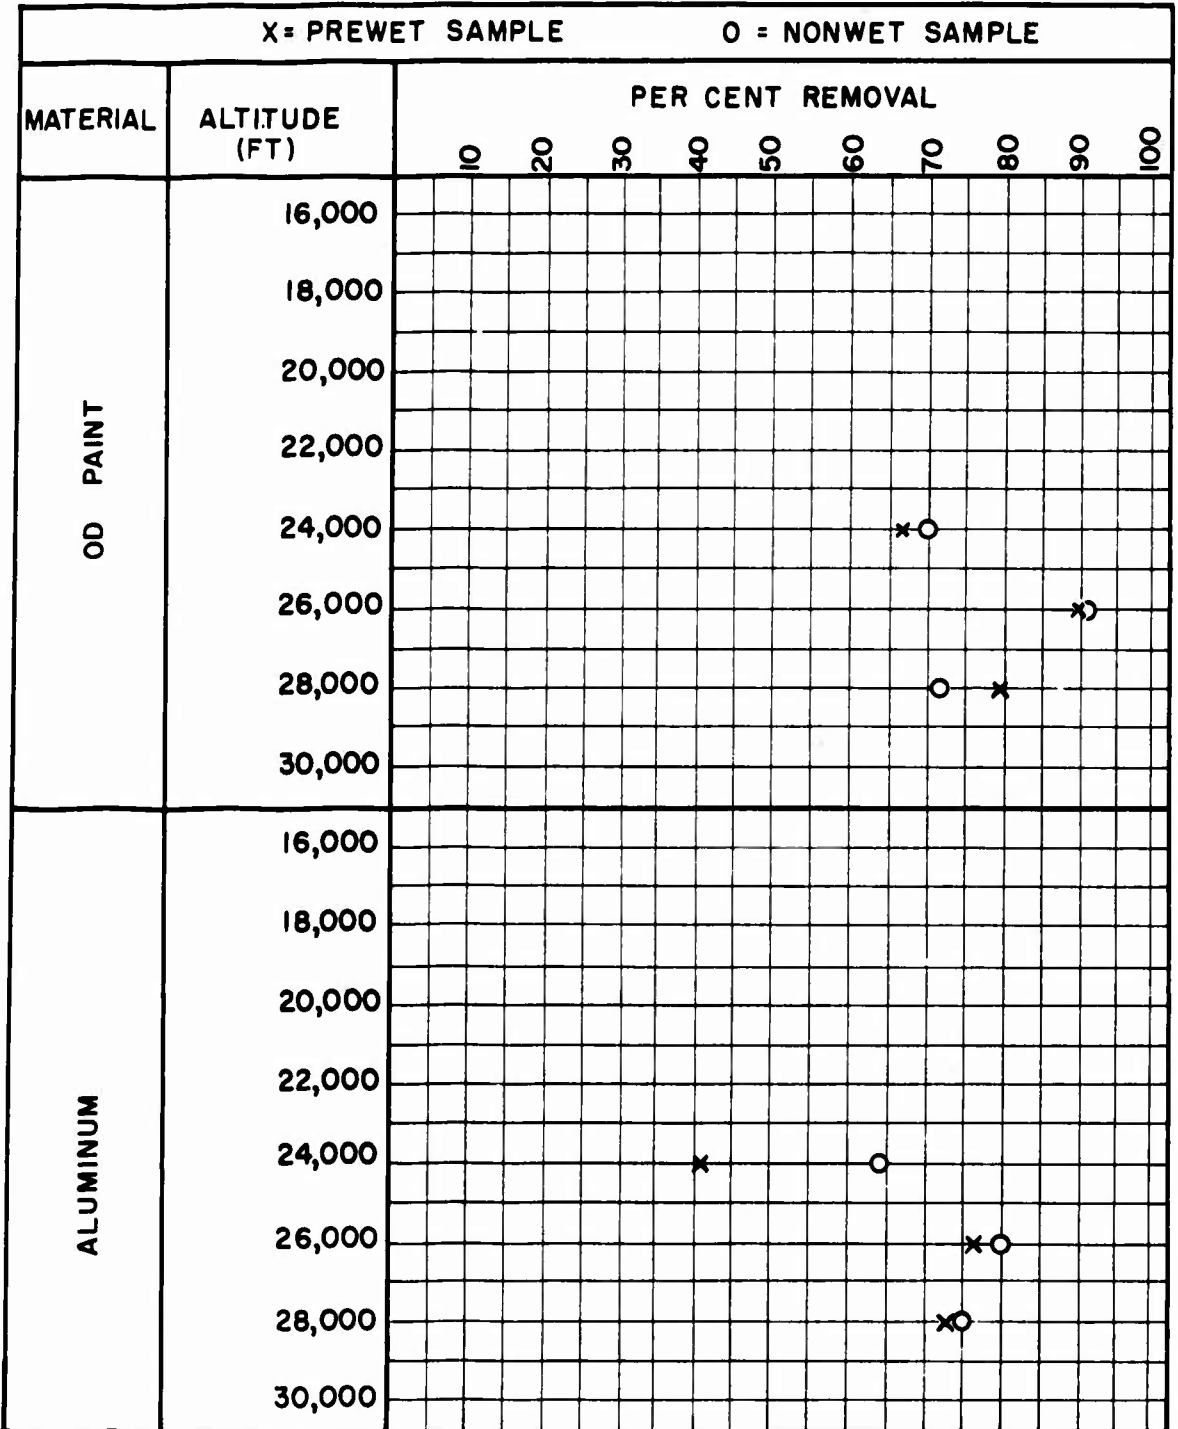 X = PREWET SAMPLE O = NONWET SAMPLE
MATERIAL
ALTITUDE
(FT)
PER CENT REMOVAL
10 20 30 40 50 60 70 80 90 100
OD PAINT
16,000
18,000
20,000
22,000
24,000
26,000
28,000
30,000
ALUMINUM
16,000
18,000
20,000
22,000
24,000
26,000
28,000
30,000